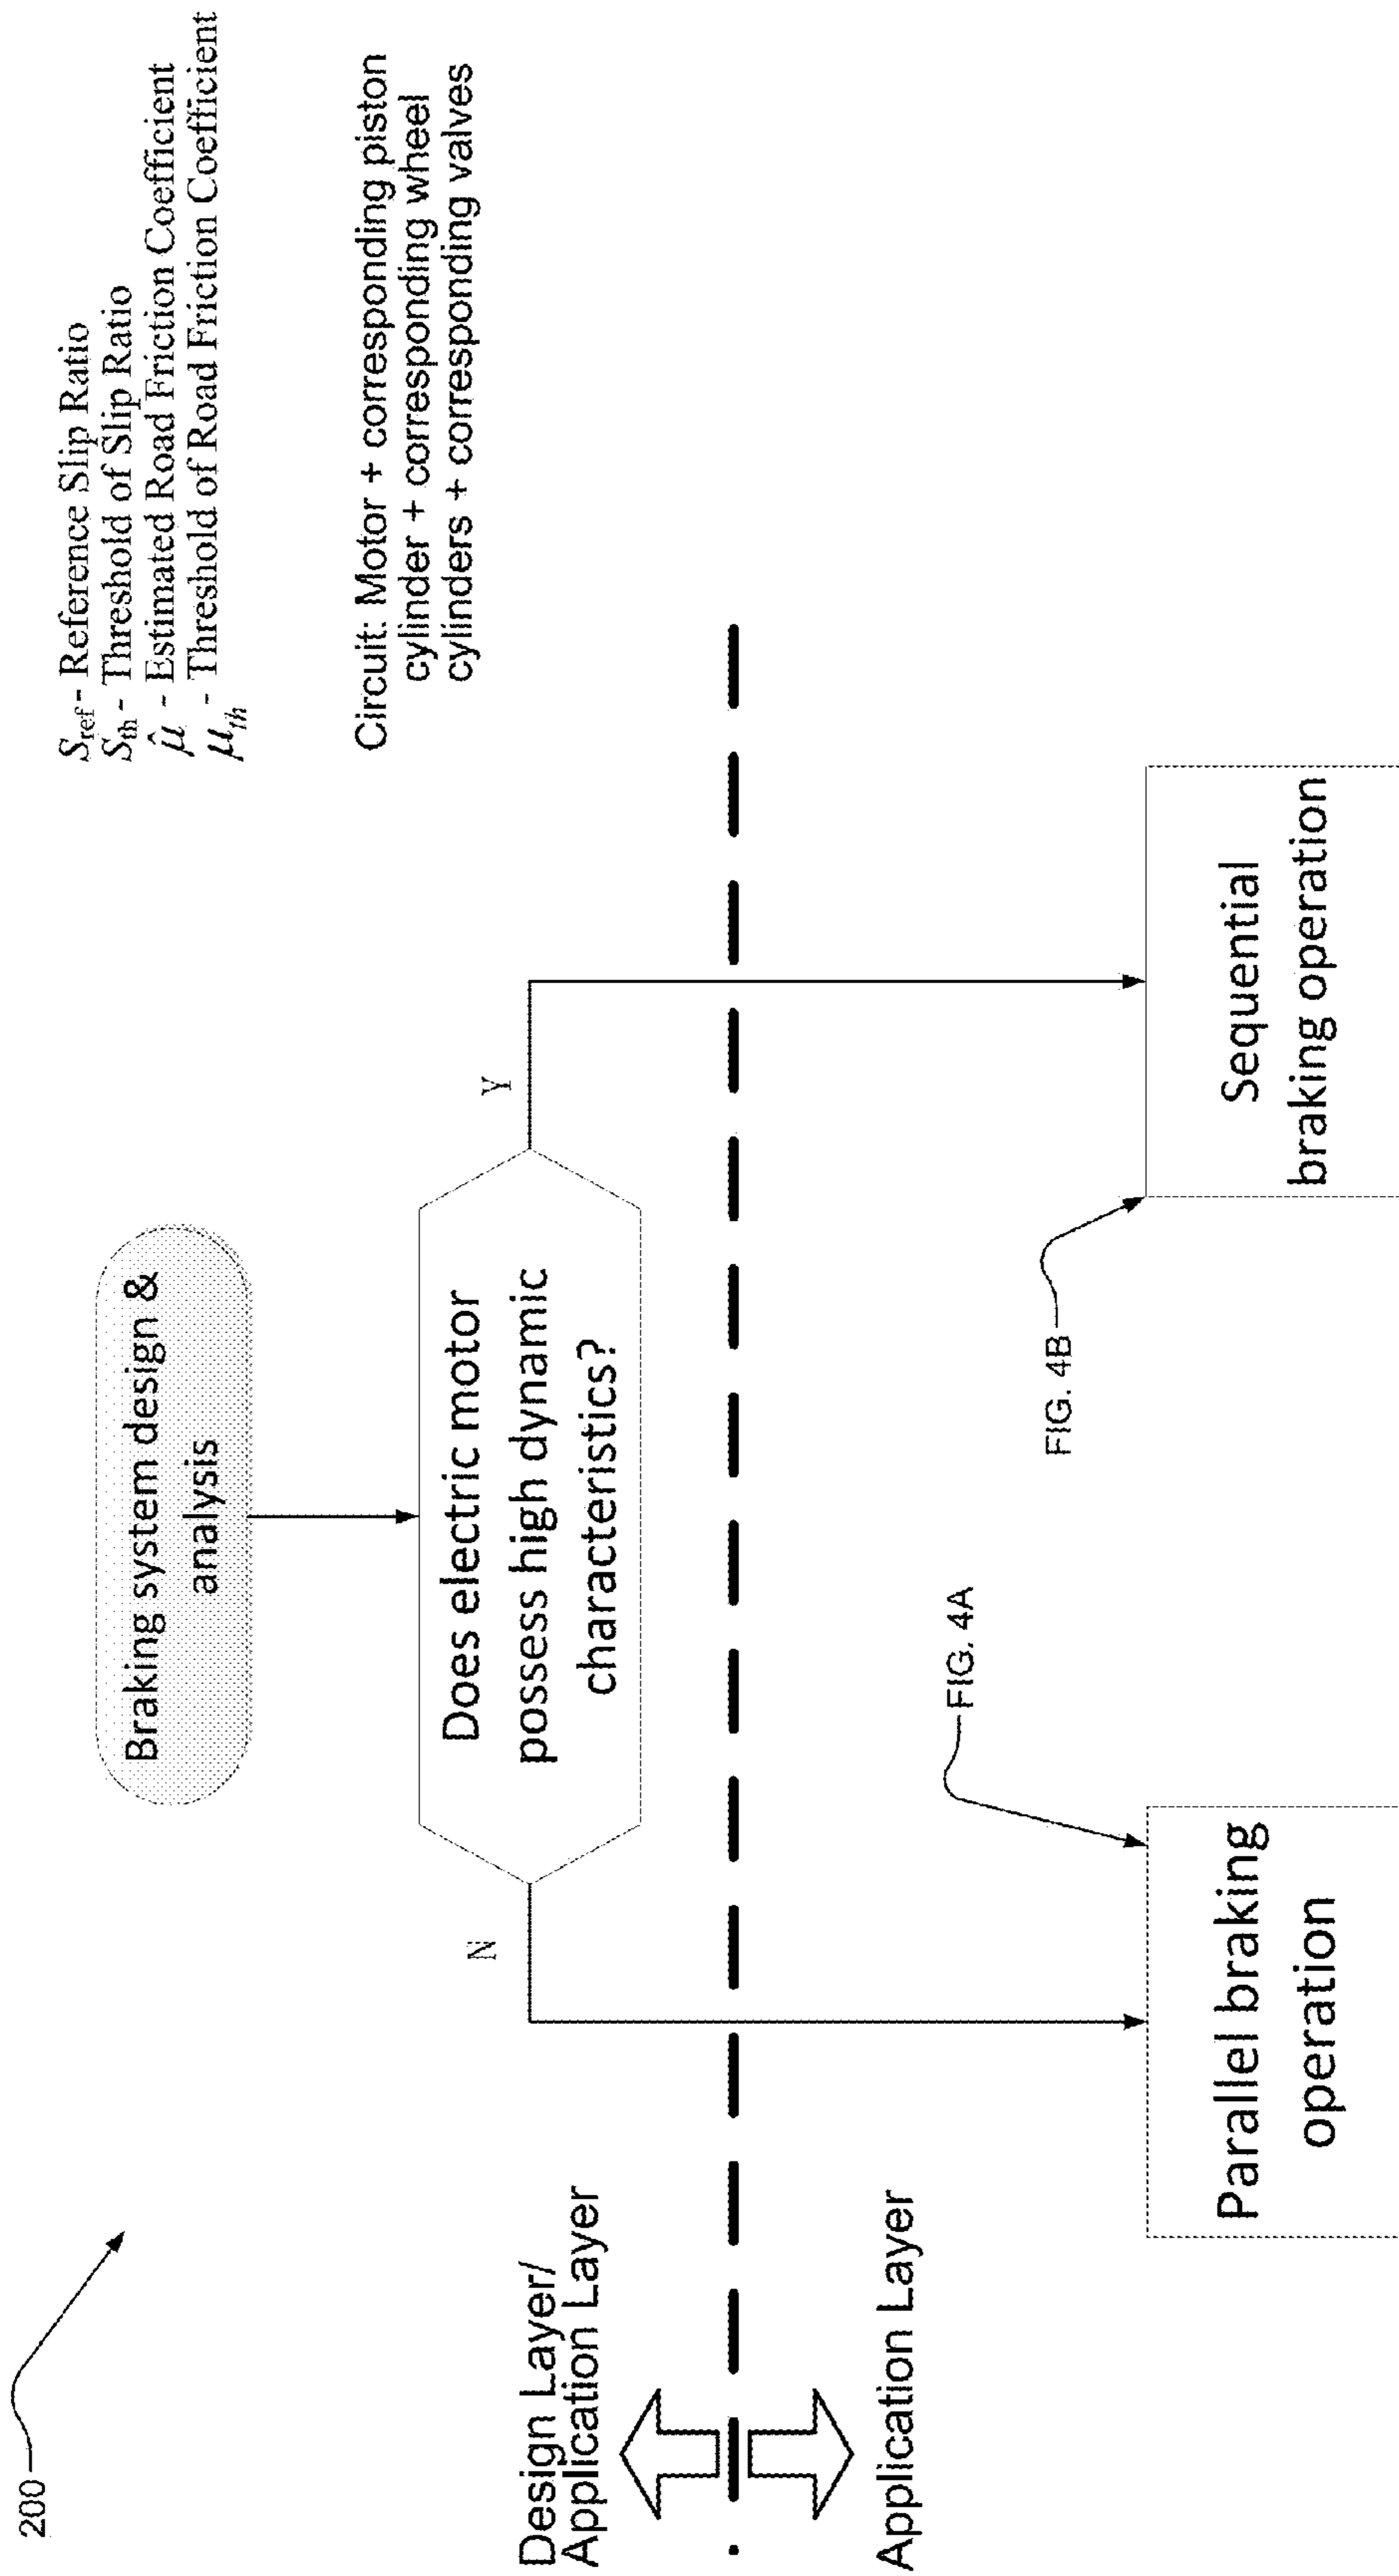 200
S_ref - Reference Slip Ratio
S_th - Threshold of Slip Ratio
μ̂ - Estimated Road Friction Coefficient
μ_th - Threshold of Road Friction Coefficient
Circuit: Motor + corresponding piston
cylinder + corresponding wheel
cylinders + corresponding valves
Braking system design &
analysis
Does electric motor
possess high dynamic
characteristics?
N
Y
Design Layer/
Application Layer
Application Layer
FIG. 4A
FIG. 4B
Parallel braking
operation
Sequential
braking operation